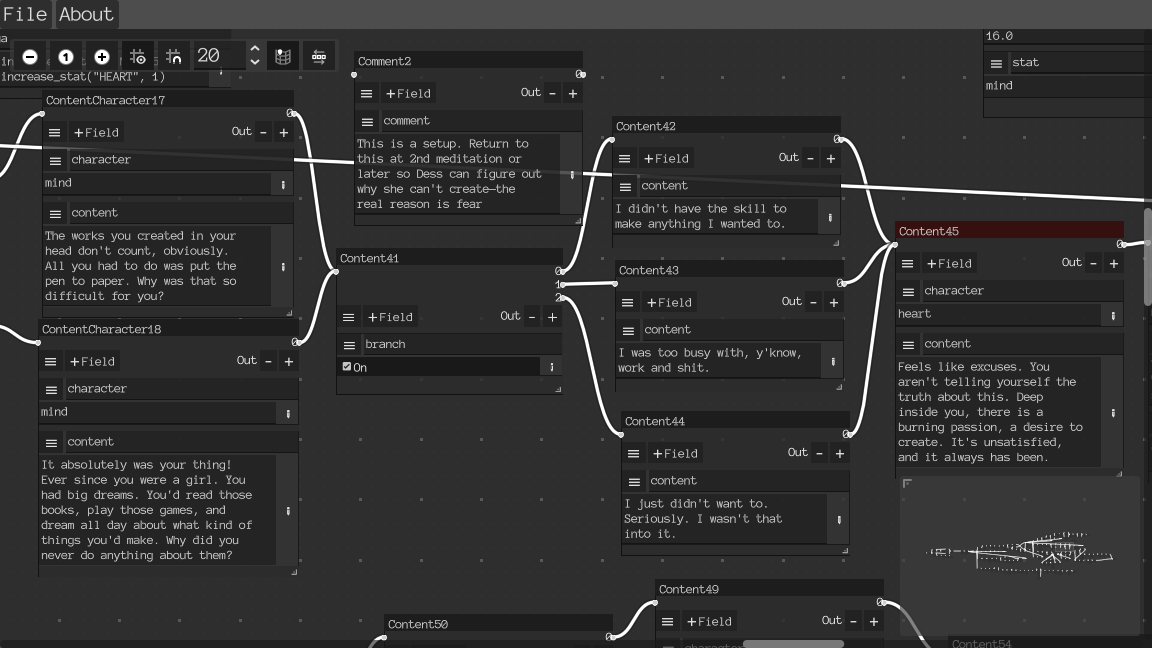 File About
20
increase_stat("HEART", 1)
ContentCharacter17
0
+Field
Out - +
character
mind
content
The works you created in your
head don't count, obviously.
All you had to do was put the
pen to paper. Why was that so
difficult for you?
ContentCharacter18
0
+Field
Out - +
character
mind
content
It absolutely was your thing!
Ever since you were a girl. You
had big dreams. You'd read those
books, play those games, and
dream all day about what kind of
things you'd make. Why did you
never do anything about them?
Comment2
0
+Field
Out - +
comment
This is a setup. Return to
this at 2nd meditation or
later so Dess can figure out
why she can't create—the
real reason is fear
Content41
0
1
2
+Field
Out - +
branch
On
Content42
0
+Field
Out - +
content
I didn't have the skill to
make anything I wanted to.
Content43
0
+Field
Out - +
content
I was too busy with, y'know,
work and shit.
Content44
0
+Field
Out - +
content
I just didn't want to.
Seriously. I wasn't that
into it.
16.0
stat
mind
Content45
0
+Field
Out - +
character
heart
content
Feels like excuses. You
aren't telling yourself the
truth about this. Deep
inside you, there is a
burning passion, a desire to
create. It's unsatisfied,
and it always has been.
Content50
0
Content49
0
+Field
Out - +
character
Content54